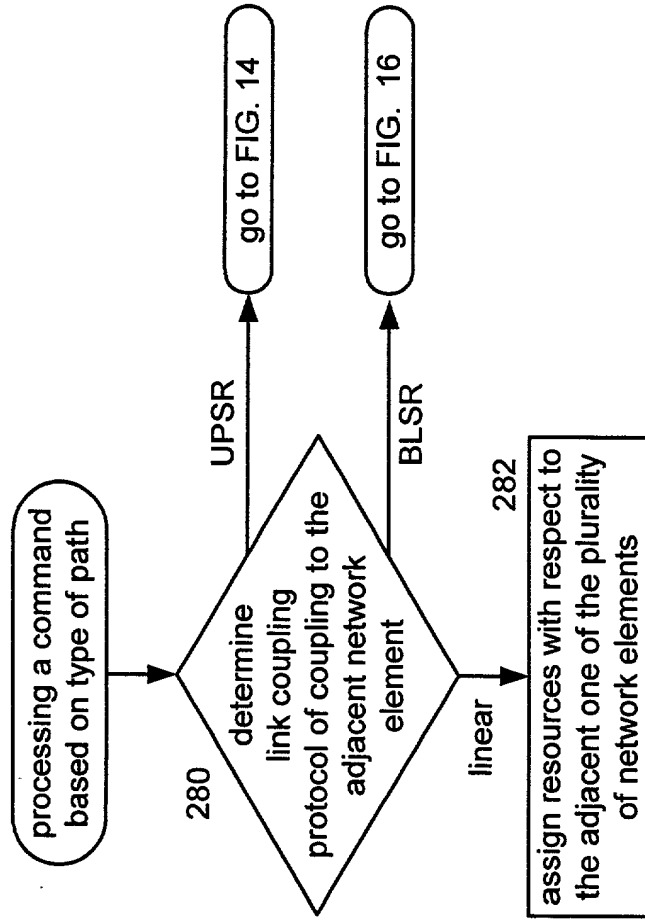 processing a command
based on type of path
280
determine
link coupling
protocol of coupling to the
adjacent network
element
UPSR
go to FIG. 14
BLSR
go to FIG. 16
linear
282
assign resources with respect to
the adjacent one of the plurality
of network elements